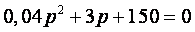 0, 04p² + 3p + 150 = 0